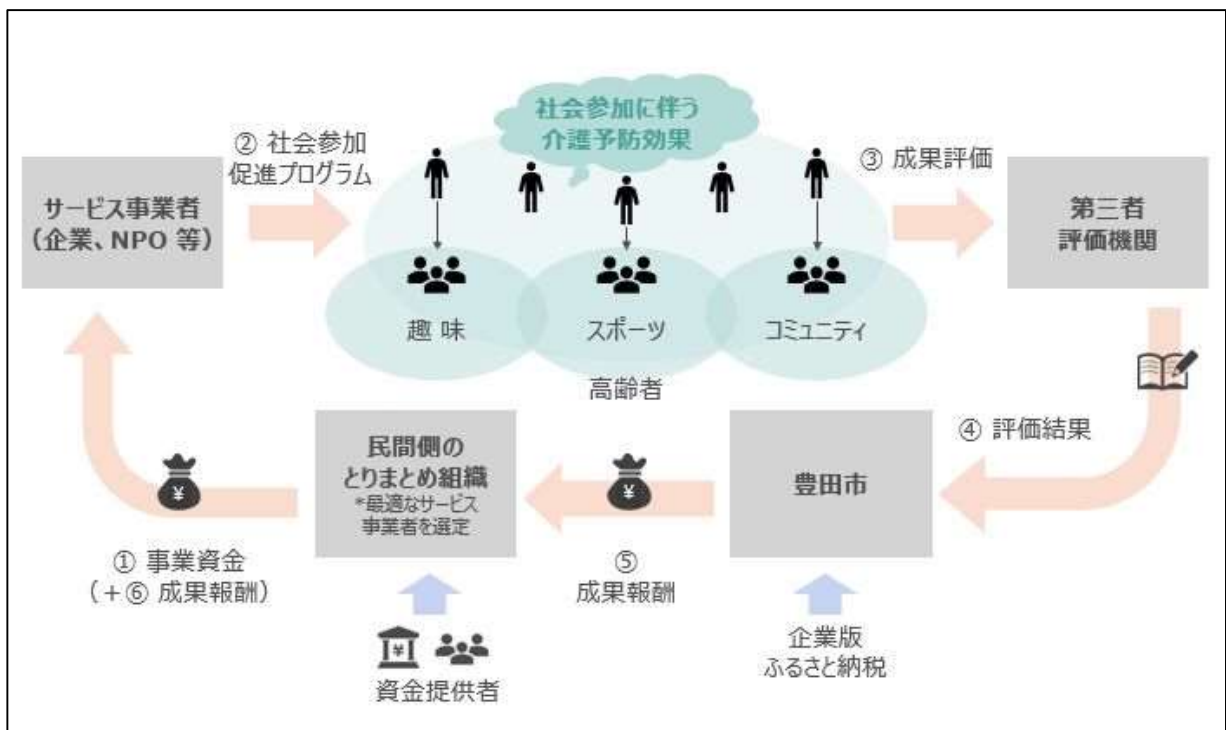 社会参加に伴う
介護予防効果
② 社会参加
促進プログラム
③ 成果評価
サービス事業者
（企業、NPO 等）
第三者
評価機関
趣 味
スポーツ
コミュニティ
高齢者
民間側の
とりまとめ組織
*最適なサービス
事業者を選定
豊田市
④ 評価結果
¥
¥
① 事業資金
（＋⑥ 成果報酬）
⑤
成果報酬
¥
資金提供者
企業版
ふるさと納税